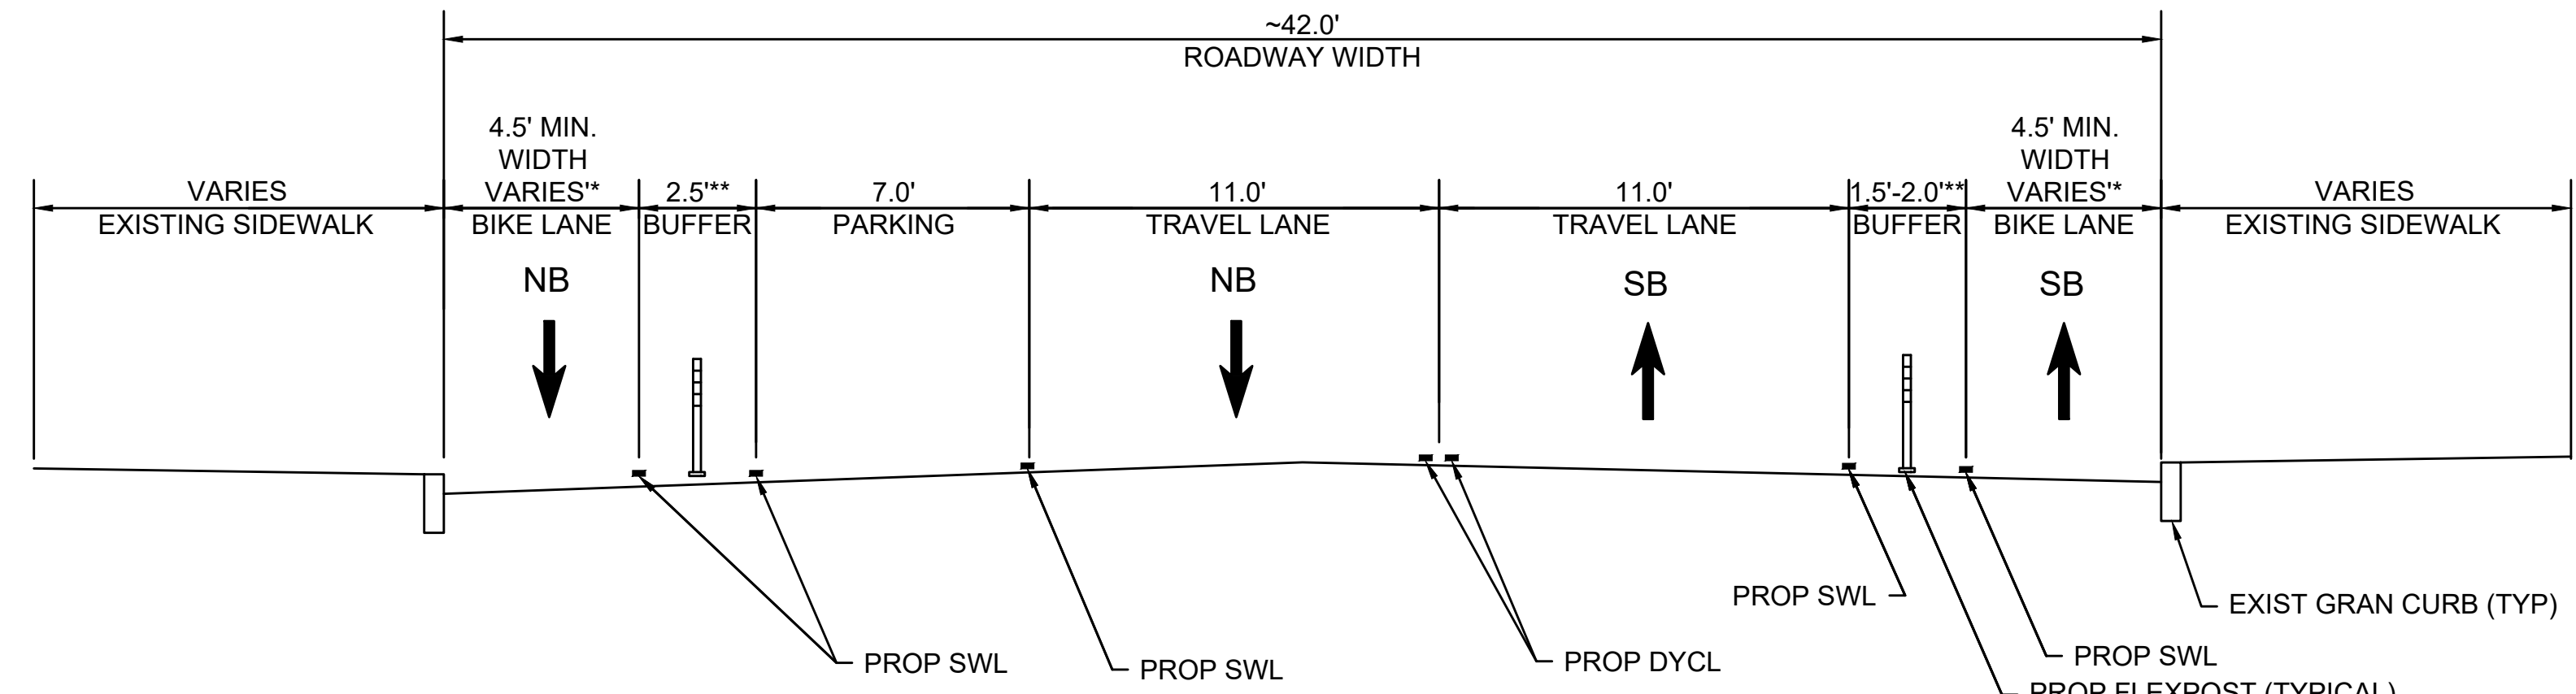 ~42.0'
ROADWAY WIDTH
VARIES
EXISTING SIDEWALK
4.5' MIN.
WIDTH
VARIES'*
BIKE LANE
2.5'**
BUFFER
7.0'
PARKING
11.0'
TRAVEL LANE
11.0'
TRAVEL LANE
1.5'-2.0'**
BUFFER
4.5' MIN.
WIDTH
VARIES'*
BIKE LANE
VARIES
EXISTING SIDEWALK
NB
NB
SB
SB
PROP SWL
PROP SWL
PROP DYCL
PROP SWL
PROP FLEXPOST (TYPICAL)
PROP SWL
EXIST GRAN CURB (TYP)